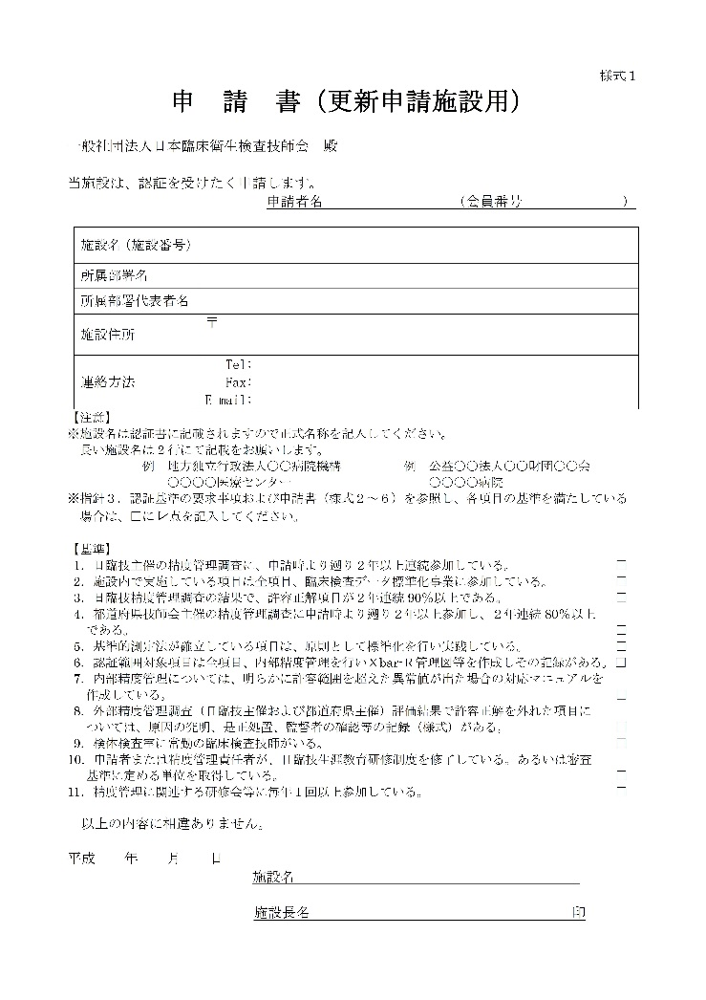 様式1
申　請　書（更新申請施設用）
一般社団法人日本臨床衛生検査技師会　殿
当施設は、認証を受けたく申請します。
申請者名　（会員番号　）
施設名（施設番号）
所属部署名
所属部署代表者名
〒
施設住所
Tel:
連絡方法　Fax:
E-mail:
【注意】
※施設名は認証書に記載されますので正式名称を記入してください。
長い施設名は２行にて記載をお願いします。
例　地方独立行政法人〇〇病院機構　例　公益〇〇法人〇〇財団〇〇会
〇〇〇〇医療センター　〇〇〇〇病院
※指針３．認証基準の要求事項および申請書（様式２～６）を参照し、各項目の基準を満たしている
場合は、□にレ点を記入してください。
【基準】
1. 日臨技主催の精度管理調査に、申請時より遡り２年以上連続参加している。 □
2. 施設内で実施している項目は全項目、臨床検査データ標準化事業に参加している。 □
3. 日臨技精度管理調査の結果で、許容正解項目が２年連続90％以上である。 □
4. 都道府県技師会主催の精度管理調査に申請時より遡り２年以上参加し、２年連続80％以上
である。 □
5. 基準的測定法が確立している項目は、原則として標準化を行い実践している。 □
6. 認証範囲対象項目は全項目、内部精度管理を行いXbar-R管理図等を作成しその記録がある。 □
7. 内部精度管理については、明らかに許容範囲を超えた異常値が出た場合の対応マニュアルを
作成している。 □
8. 外部精度管理調査（日臨技主催および都道府県主催）評価結果で許容正解を外れた項目に
ついては、原因の発明、是正処置、監督者の確認等の記録（様式）がある。 □
9. 検体検査室に常勤の臨床検査技師がいる。 □
10. 申請者または精度管理責任者が、日臨技生涯教育研修制度を修了している。あるいは審査
基準に定める単位を取得している。 □
11. 精度管理に関連する研修会等に毎年１回以上参加している。 □
以上の内容に相違ありません。
平成　年　月　日
施設名
施設長名　印